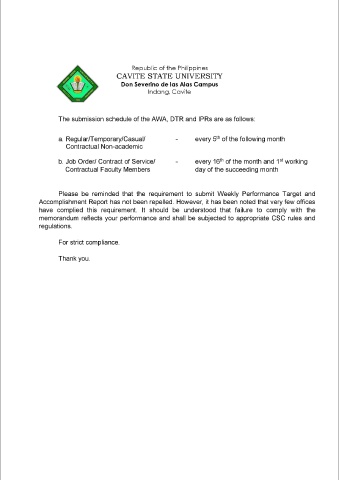 Republic of the Philippines
CAVITE STATE UNIVERSITY
Don Severino de las Alas Campus
Indang, Cavite
The submission schedule of the AWA, DTR and IPRs are as follows:
a. Regular/Temporary/Casual/ - every 5th of the following month
Contractual Non-academic
b. Job Order/ Contract of Service/ - every 16th of the month and 1st working
Contractual Faculty Members day of the succeeding month
Please be reminded that the requirement to submit Weekly Performance Target and
Accomplishment Report has not been repelled. However, it has been noted that very few offices
have complied this requirement. It should be understood that failure to comply with the
memorandum reflects your performance and shall be subjected to appropriate CSC rules and
regulations.
For strict compliance.
Thank you.